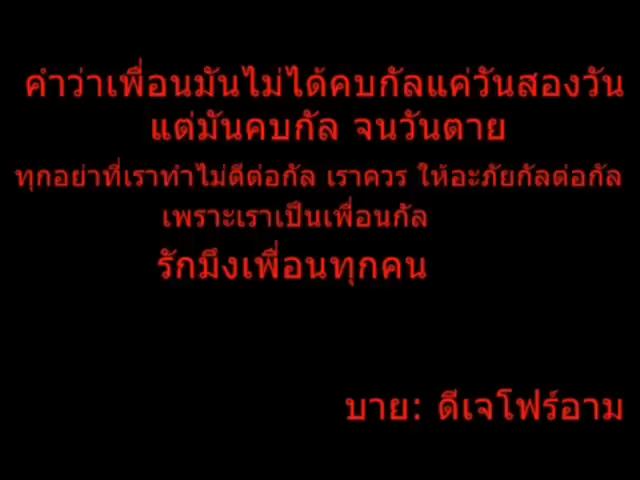 คำว่าเพื่อนมันไม่ได้คบกัลแค่วันสองวัน
แต่มันคบกัล จนวันตาย
ทุกอย่าที่เราทำไม่ดีต่อกัล เราควร ให้อะภัยกัลต่อกัล
เพราะเราเป็นเพื่อนกัล
รักมึงเพื่อนทุกคน
บาย: ดีเจโฟร์อาม